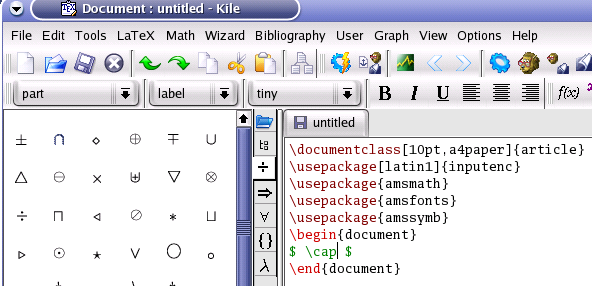 Document : untitled - Kile
File Edit Tools LaTeX Math Wizard Bibliography User Graph View Options Help
part label tiny B I U f(x)
untitled
± ∩ ⋄ ⊕ ∓ ∪
△ ⊖ × ⊎ ▽ ⊗
÷ ⊓ ◁ ⊘ * ⊔
▷ ⊙ ⋆ ∨ ◯ ∘
÷
⇒
∀
{}
λ
\documentclass[10pt,a4paper]{article}
\usepackage[latin1]{inputenc}
\usepackage{amsmath}
\usepackage{amsfonts}
\usepackage{amssymb}
\begin{document}
$ \cap $
\end{document}